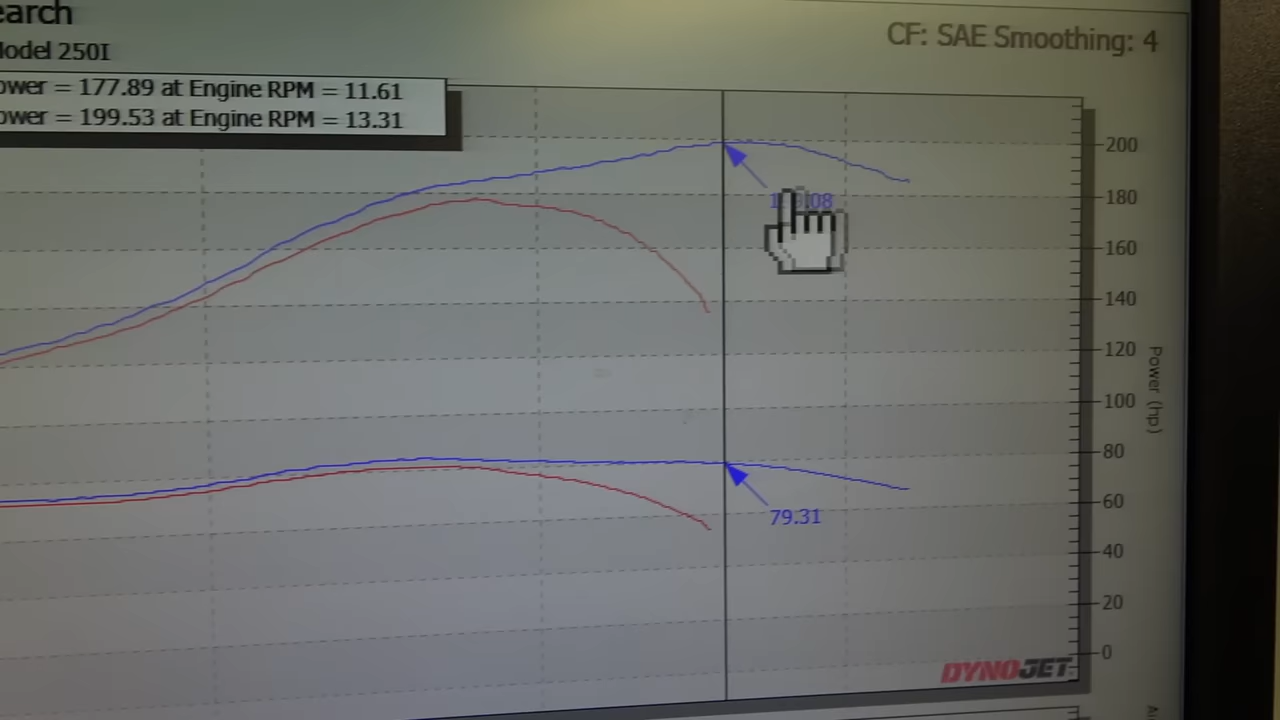 earch
Model 250I
CF: SAE Smoothing: 4
ower = 177.89 at Engine RPM = 11.61
ower = 199.53 at Engine RPM = 13.31
200
180
160
140
120
100
80
60
40
20
0
Power (hp)
79.31
DYNOJET